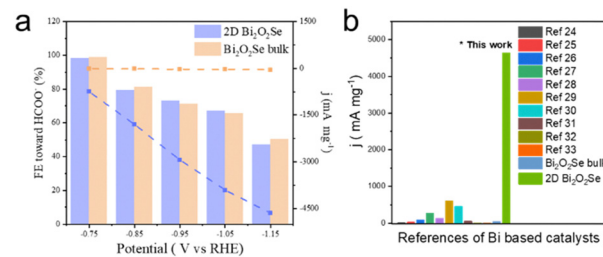 a
2D Bi₂O₂Se
Bi₂O₂Se bulk
FE toward HCOO⁻ (%)
120
100
80
60
40
20
0
-0.75
-0.85
-0.95
-1.05
-1.15
Potential ( V vs RHE)
1500
0
-1500
-3000
-4500
j (mA mg⁻¹)
b
* This work
j ( mA mg⁻¹)
5000
4000
3000
2000
1000
500
0
Ref 24
Ref 25
Ref 26
Ref 27
Ref 28
Ref 29
Ref 30
Ref 31
Ref 32
Ref 33
Bi₂O₂Se bulk
2D Bi₂O₂Se
References of Bi based catalysts